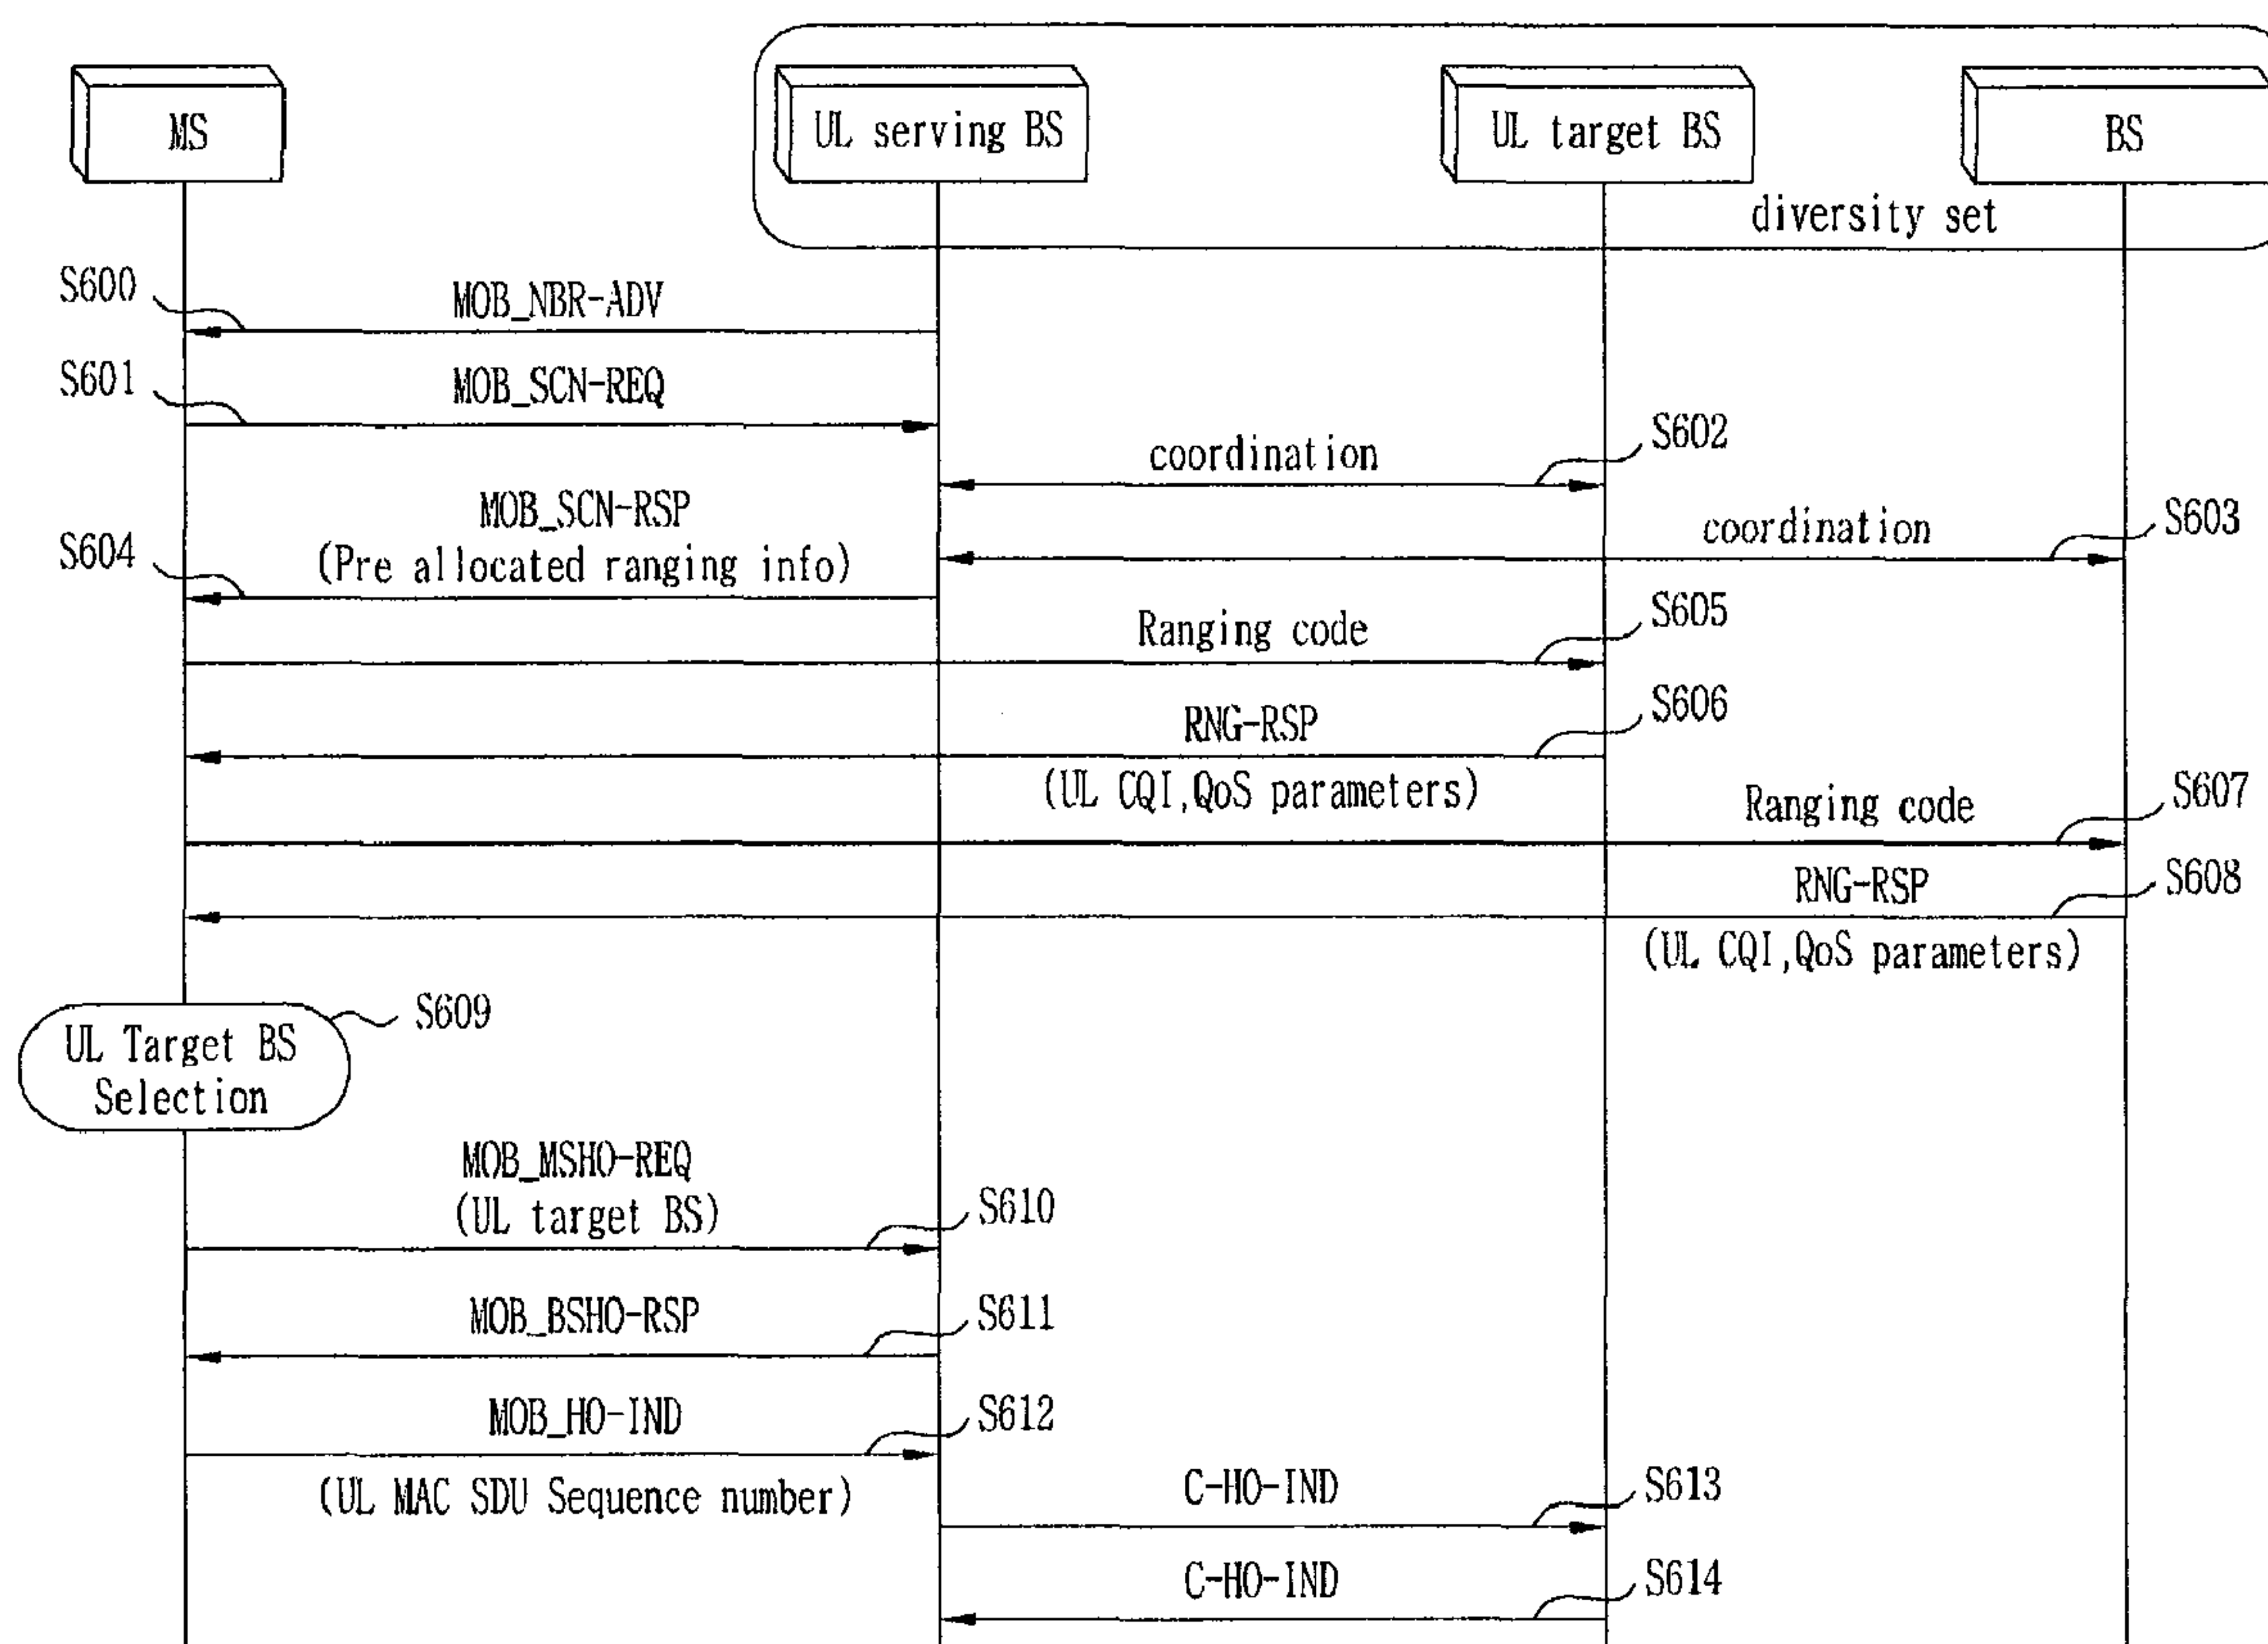 MS
UL serving BS
UL target BS
BS
diversity set
S600
MOB_NBR-ADV
S601
MOB_SCN-REQ
coordination
S602
MOB_SCN-RSP
(Pre allocated ranging info)
S604
coordination
S603
Ranging code
S605
RNG-RSP
S606
(UL CQI,QoS parameters)
Ranging code
S607
RNG-RSP
S608
(UL CQI,QoS parameters)
UL Target BS
Selection
S609
MOB_MSHO-REQ
(UL target BS)
S610
MOB_BSHO-RSP
S611
MOB_HO-IND
S612
(UL MAC SDU Sequence number)
C-HO-IND
S613
C-HO-IND
S614